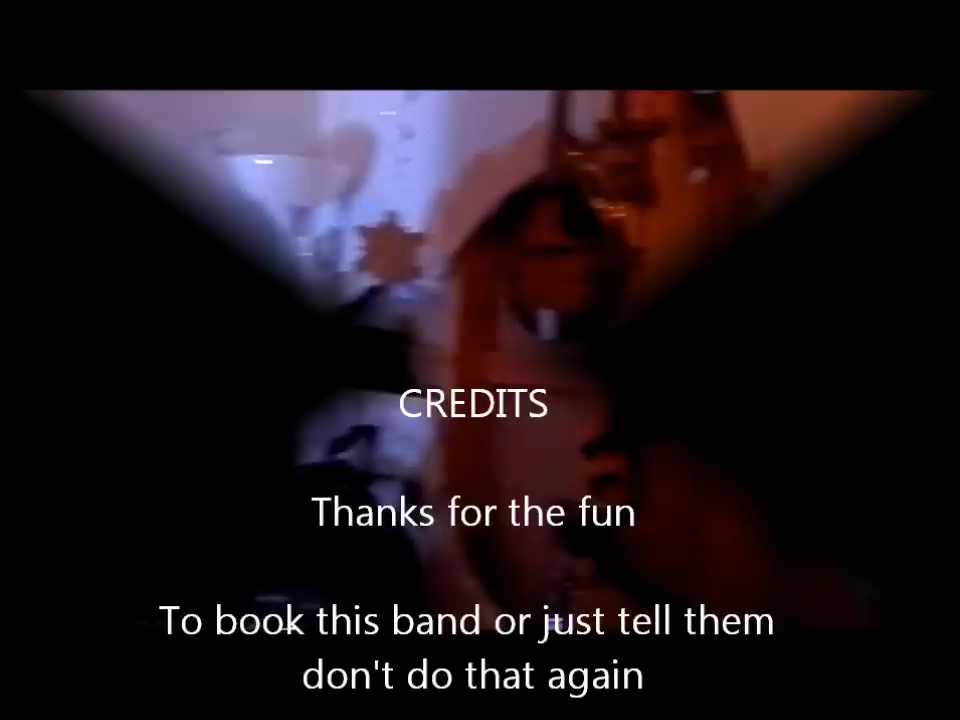 CREDITS
Thanks for the fun
To book this band or just tell them
don't do that again